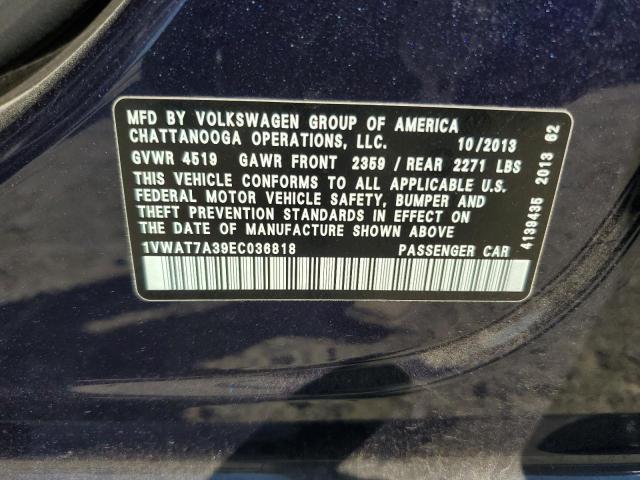 MFD BY VOLKSWAGEN GROUP OF AMERICA
CHATTANOOGA OPERATIONS, LLC. 10/2013
GVWR 4519 GAWR FRONT 2359 / REAR 2271 LBS
THIS VEHICLE CONFORMS TO ALL APPLICABLE U.S.
FEDERAL MOTOR VEHICLE SAFETY, BUMPER AND
THEFT PREVENTION STANDARDS IN EFFECT ON
THE DATE OF MANUFACTURE SHOWN ABOVE
1VWAT7A39EC036818 PASSENGER CAR
4139435 2013 62